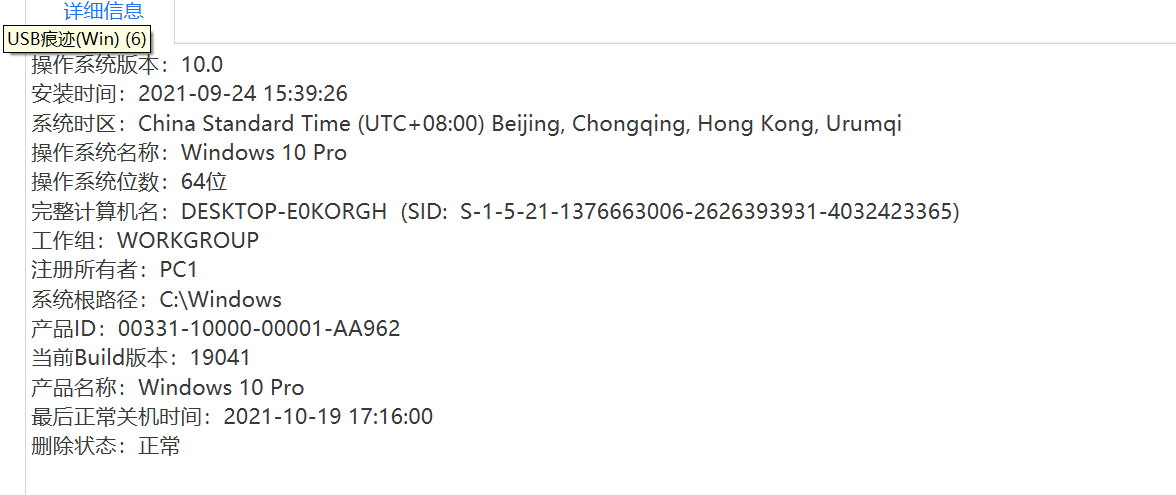 详细信息
USB痕迹(Win) (6)
操作系统版本：10.0
安装时间：2021-09-24 15:39:26
系统时区：China Standard Time (UTC+08:00) Beijing, Chongqing, Hong Kong, Urumqi
操作系统名称：Windows 10 Pro
操作系统位数：64位
完整计算机名：DESKTOP-E0KORGH  (SID:  S-1-5-21-1376663006-2626393931-4032423365)
工作组：WORKGROUP
注册所有者：PC1
系统根路径：C:\Windows
产品ID：00331-10000-00001-AA962
当前Build版本：19041
产品名称：Windows 10 Pro
最后正常关机时间：2021-10-19 17:16:00
删除状态：正常